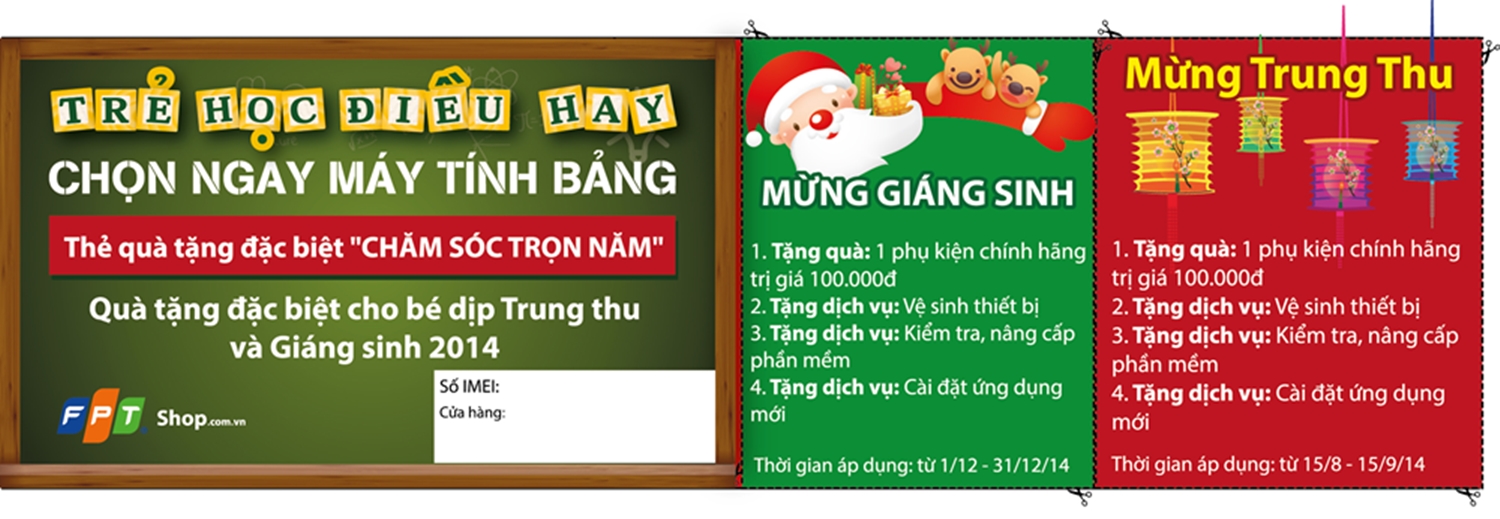 TRẺ HỌC ĐIỀU HAY
CHỌN NGAY MÁY TÍNH BẢNG
Thẻ quà tặng đặc biệt "CHĂM SÓC TRỌN NĂM"
Quà tặng đặc biệt cho bé dịp Trung thu
và Giáng sinh 2014
Số IMEI:
Cửa hàng:
FPT Shop.com.vn
MỪNG GIÁNG SINH
1. Tặng quà: 1 phụ kiện chính hãng
trị giá 100.000đ
2. Tặng dịch vụ: Vệ sinh thiết bị
3. Tặng dịch vụ: Kiểm tra, nâng cấp
phần mềm
4. Tặng dịch vụ: Cài đặt ứng dụng
mới
Thời gian áp dụng: từ 1/12 - 31/12/14
Mừng Trung Thu
1. Tặng quà: 1 phụ kiện chính hãng
trị giá 100.000đ
2. Tặng dịch vụ: Vệ sinh thiết bị
3. Tặng dịch vụ: Kiểm tra, nâng cấp
phần mềm
4. Tặng dịch vụ: Cài đặt ứng dụng
mới
Thời gian áp dụng: từ 15/8 - 15/9/14